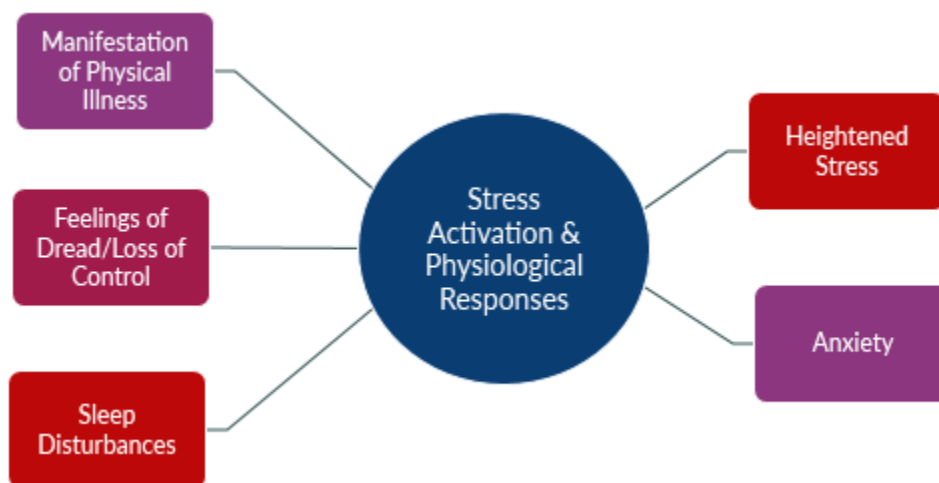 Manifestation
of Physical
Illness
Feelings of
Dread/Loss of
Control
Sleep
Disturbances
Stress
Activation &
Physiological
Responses
Heightened
Stress
Anxiety